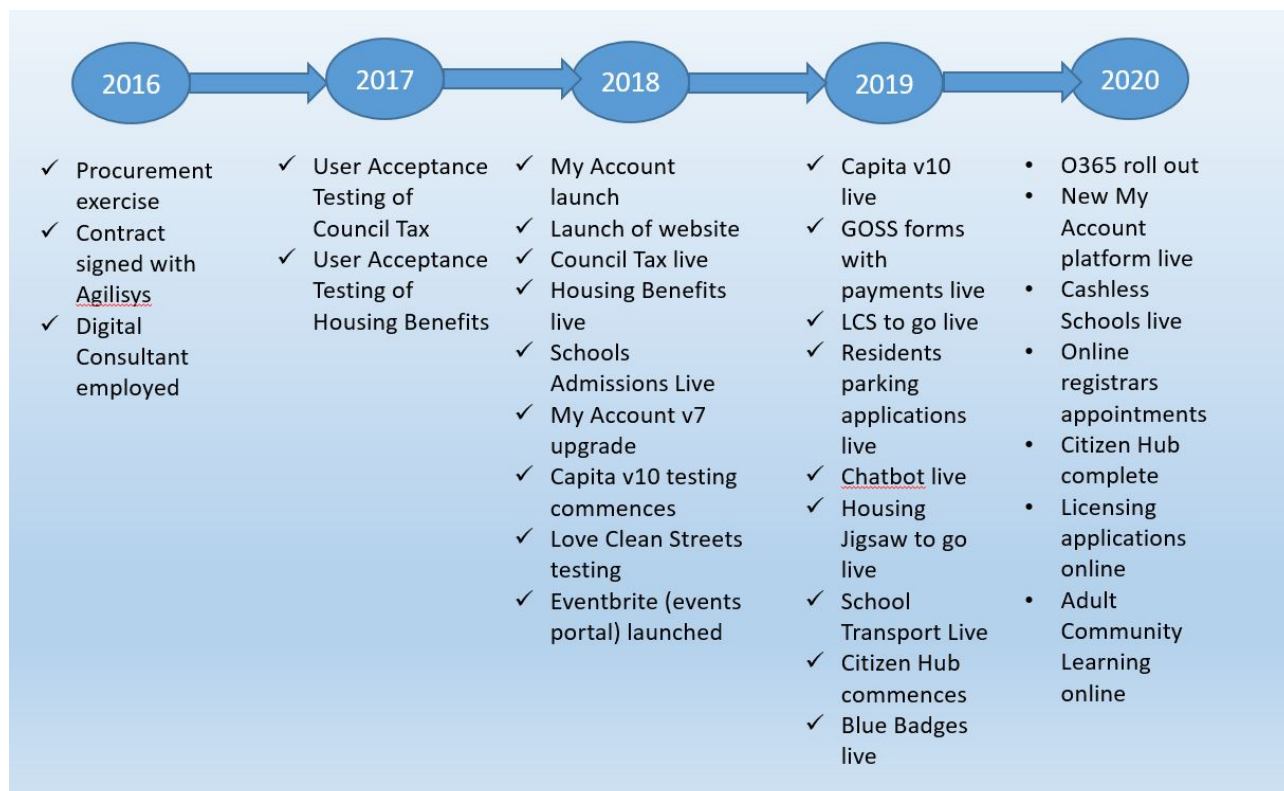 2016
2017
2018
2019
2020
✓ Procurement
exercise
✓ Contract
signed with
Agilisys
✓ Digital
Consultant
employed
✓ User Acceptance
Testing of
Council Tax
✓ User Acceptance
Testing of
Housing Benefits
✓ My Account
launch
✓ Launch of website
✓ Council Tax live
✓ Housing Benefits
live
✓ Schools
Admissions Live
✓ My Account v7
upgrade
✓ Capita v10 testing
commences
✓ Love Clean Streets
testing
✓ Eventbrite (events
portal) launched
✓ Capita v10
live
✓ GOSS forms
with
payments live
✓ LCS to go live
✓ Residents
parking
applications
live
✓ Chatbot live
✓ Housing
Jigsaw to go
live
✓ School
Transport Live
✓ Citizen Hub
commences
✓ Blue Badges
live
• O365 roll out
• New My
Account
platform live
• Cashless
Schools live
• Online
registrars
appointments
• Citizen Hub
complete
• Licensing
applications
online
• Adult
Community
Learning
online